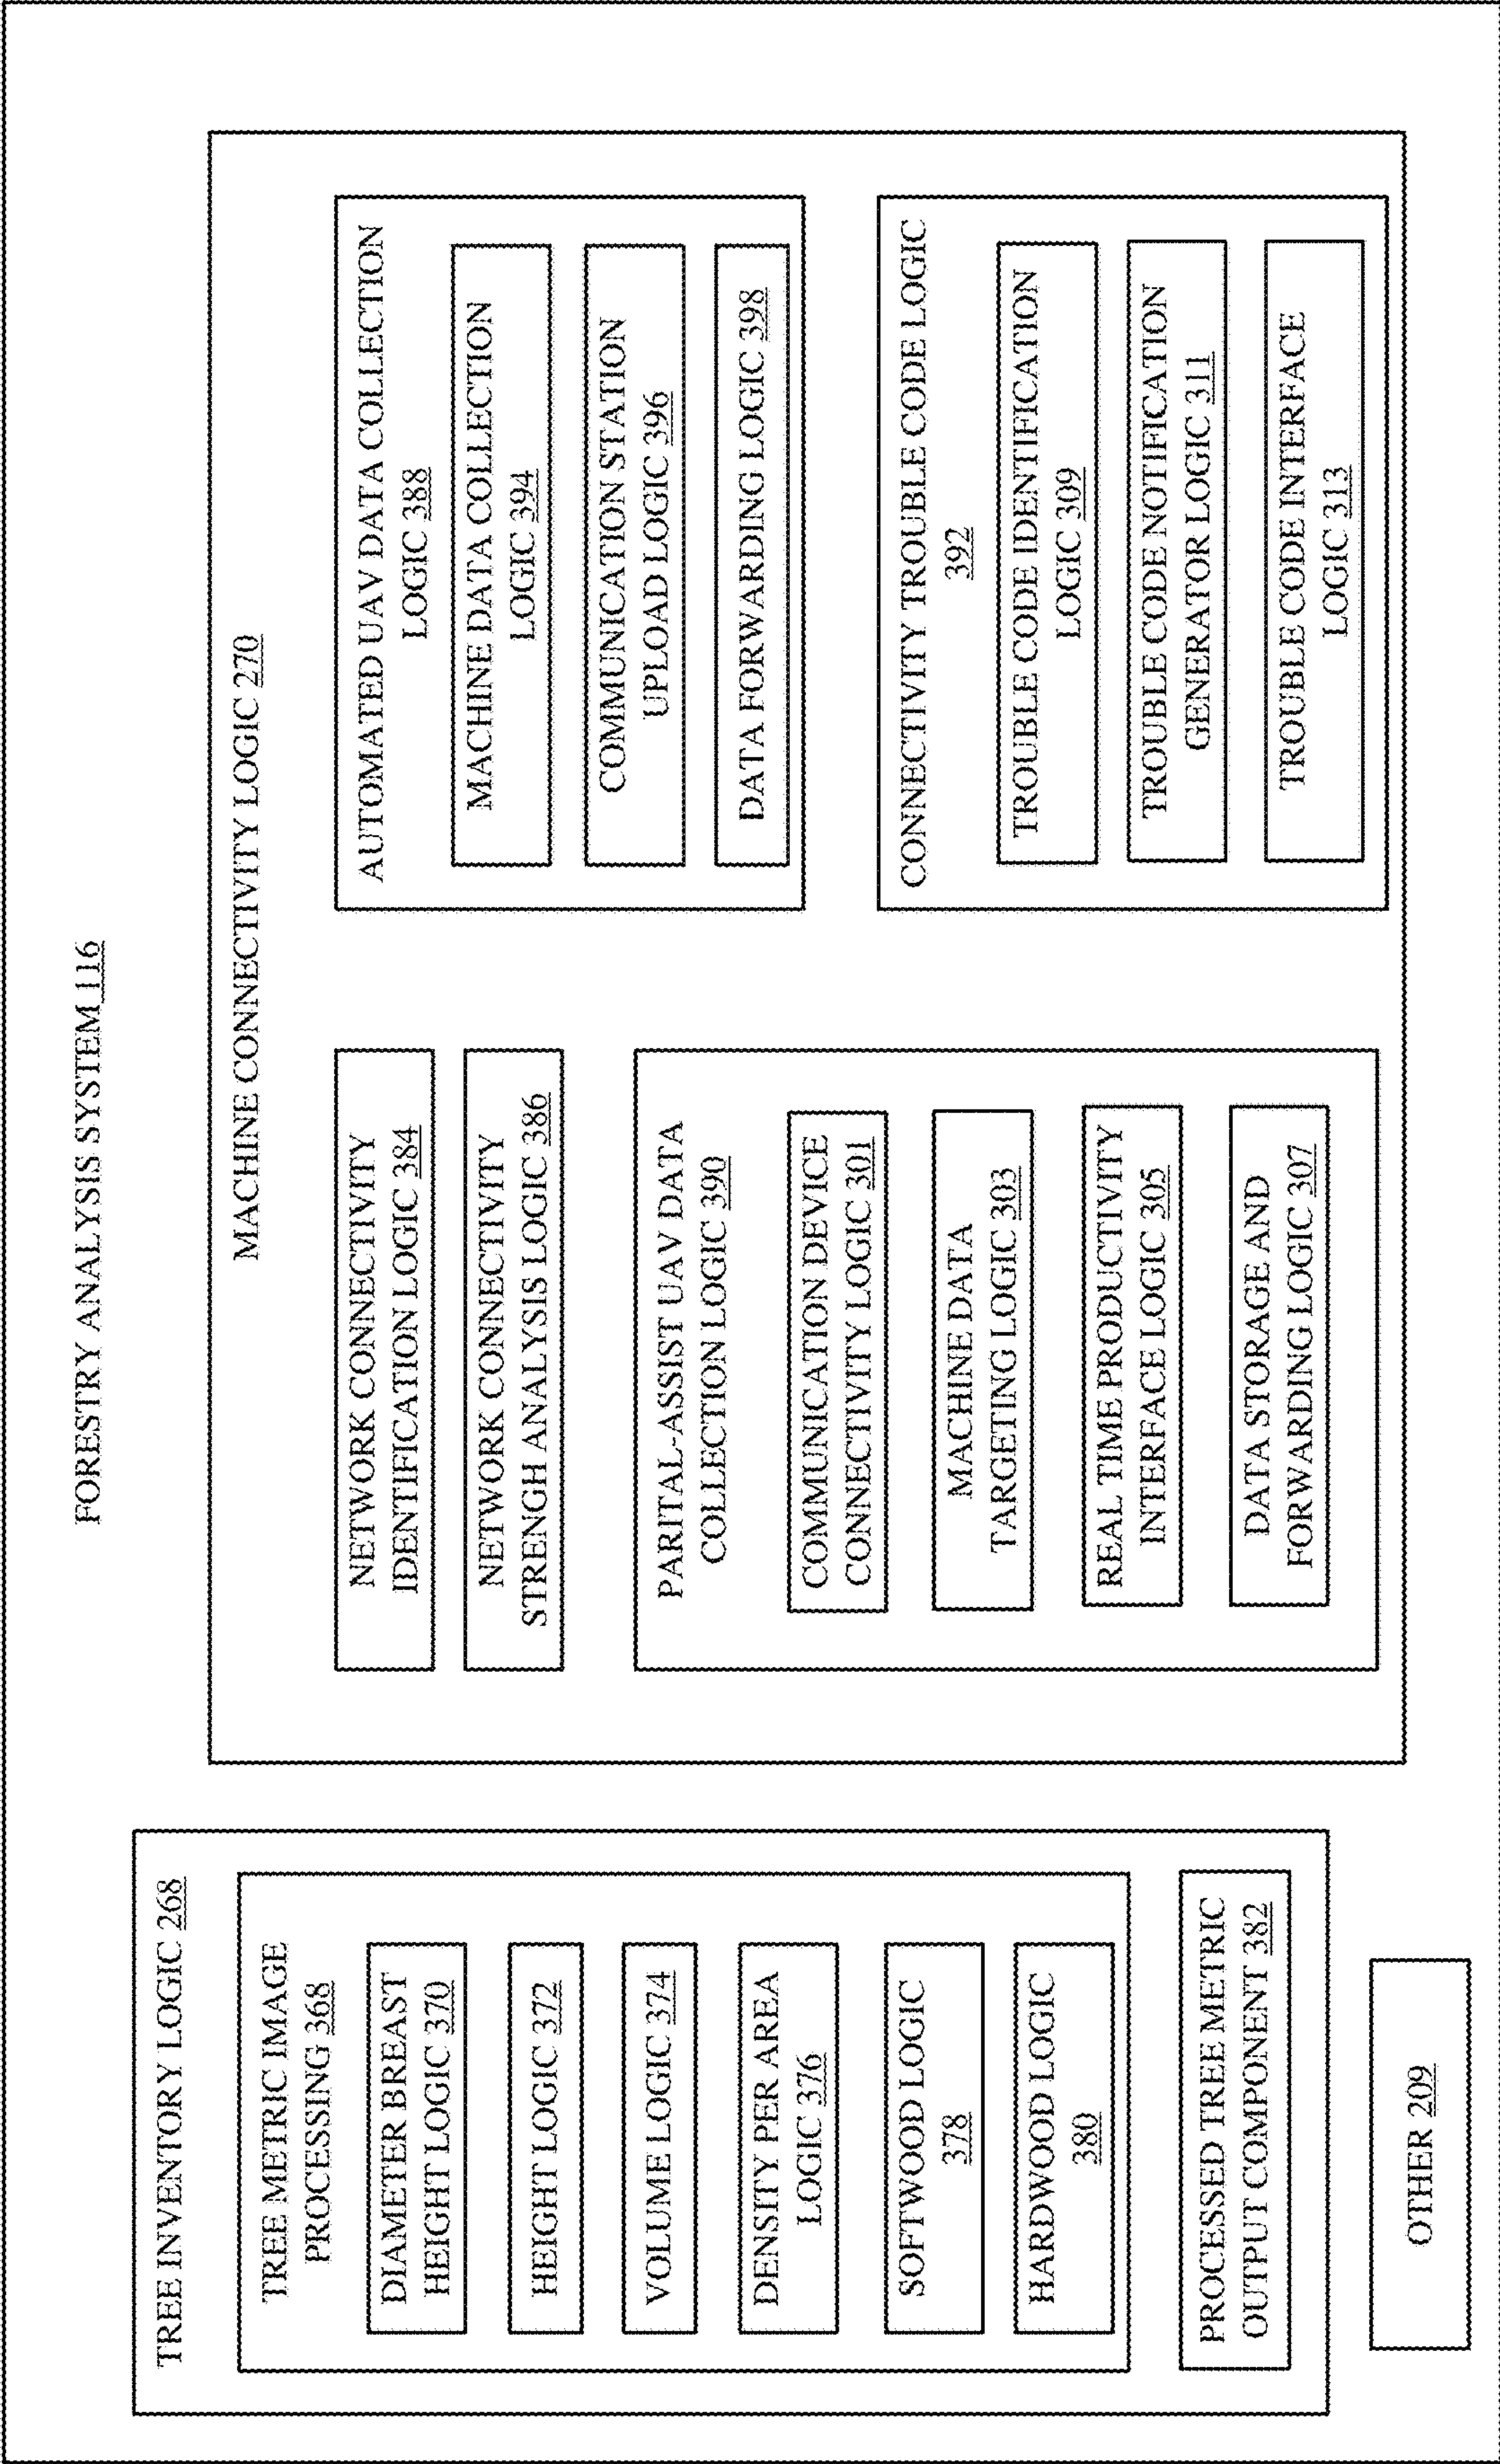 FORESTRY ANALYSIS SYSTEM 116
TREE INVENTORY LOGIC 268
TREE METRIC IMAGE
PROCESSING 368
DIAMETER BREAST
HEIGHT LOGIC 370
HEIGHT LOGIC 372
VOLUME LOGIC 374
DENSITY PER AREA
LOGIC 376
SOFTWOOD LOGIC
378
HARDWOOD LOGIC
380
PROCESSED TREE METRIC
OUTPUT COMPONENT 382
OTHER 209
MACHINE CONNECTIVITY LOGIC 270
NETWORK CONNECTIVITY
IDENTIFICATION LOGIC 384
NETWORK CONNECTIVITY
STRENGH ANALYSIS LOGIC 386
PARITAL-ASSIST UAV DATA
COLLECTION LOGIC 390
COMMUNICATION DEVICE
CONNECTIVITY LOGIC 301
MACHINE DATA
TARGETING LOGIC 303
REAL TIME PRODUCTIVITY
INTERFACE LOGIC 305
DATA STORAGE AND
FORWARDING LOGIC 307
AUTOMATED UAV DATA COLLECTION
LOGIC 388
MACHINE DATA COLLECTION
LOGIC 394
COMMUNICATION STATION
UPLOAD LOGIC 396
DATA FORWARDING LOGIC 398
CONNECTIVITY TROUBLE CODE LOGIC
392
TROUBLE CODE IDENTIFICATION
LOGIC 309
TROUBLE CODE NOTIFICATION
GENERATOR LOGIC 311
TROUBLE CODE INTERFACE
LOGIC 313